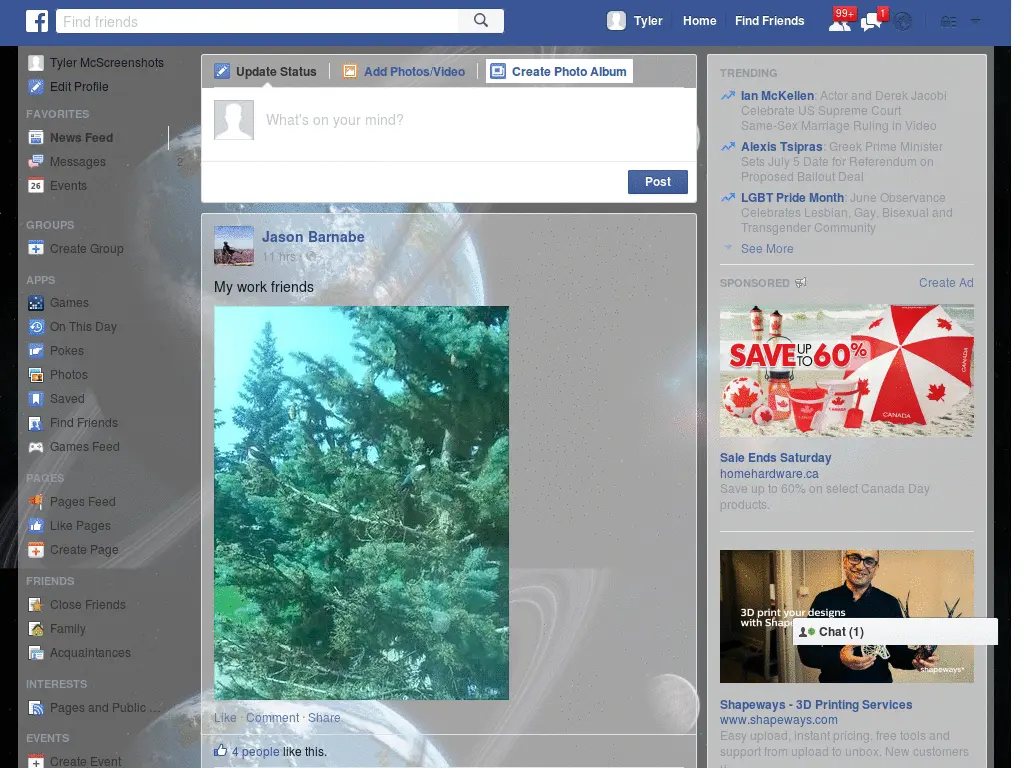 Find friends
Tyler
Home
Find Friends
99+
1
Tyler McScreenshots
Edit Profile
FAVORITES
News Feed
Messages
2
26
Events
GROUPS
Create Group
APPS
Games
On This Day
Pokes
Photos
Saved
Find Friends
Games Feed
PAGES
Pages Feed
Like Pages
Create Page
FRIENDS
Close Friends
Family
Acquaintances
INTERESTS
Pages and Public ...
EVENTS
Create Event
Update Status
Add Photos/Video
Create Photo Album
What's on your mind?
Post
Jason Barnabe
11 hrs ·
My work friends
Like · Comment · Share
4 people like this.
TRENDING
Ian McKellen: Actor and Derek Jacobi
Celebrate US Supreme Court
Same-Sex Marriage Ruling in Video
Alexis Tsipras: Greek Prime Minister
Sets July 5 Date for Referendum on
Proposed Bailout Deal
LGBT Pride Month: June Observance
Celebrates Lesbian, Gay, Bisexual and
Transgender Community
See More
SPONSORED
Create Ad
SAVE UP TO 60%
CANADA
CANADA
Sale Ends Saturday
homehardware.ca
Save up to 60% on select Canada Day
products.
3D print your designs
with
Chat (1)
shapeways*
Shapeways - 3D Printing Services
www.shapeways.com
Easy upload, instant pricing, free tools and
support from upload to unbox. New customers